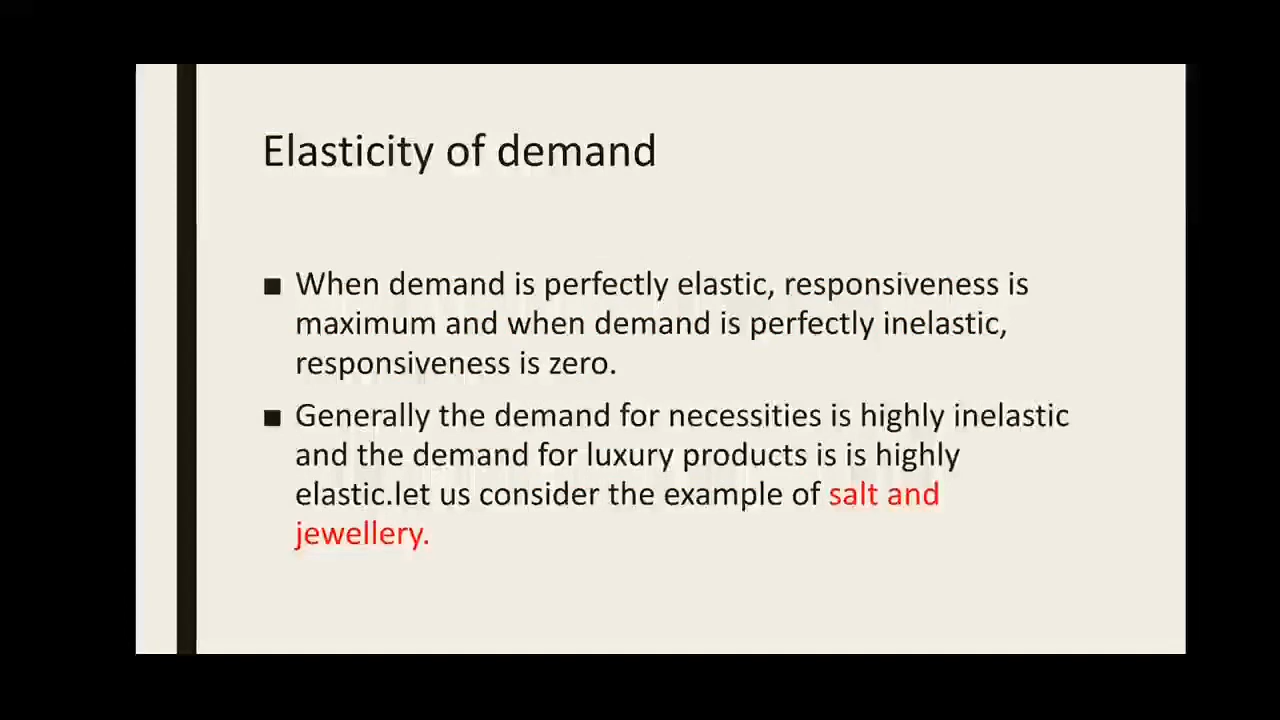 Elasticity of demand
■ When demand is perfectly elastic, responsiveness is
maximum and when demand is perfectly inelastic,
responsiveness is zero.
■ Generally the demand for necessities is highly inelastic
and the demand for luxury products is is highly
elastic.let us consider the example of salt and
jewellery.